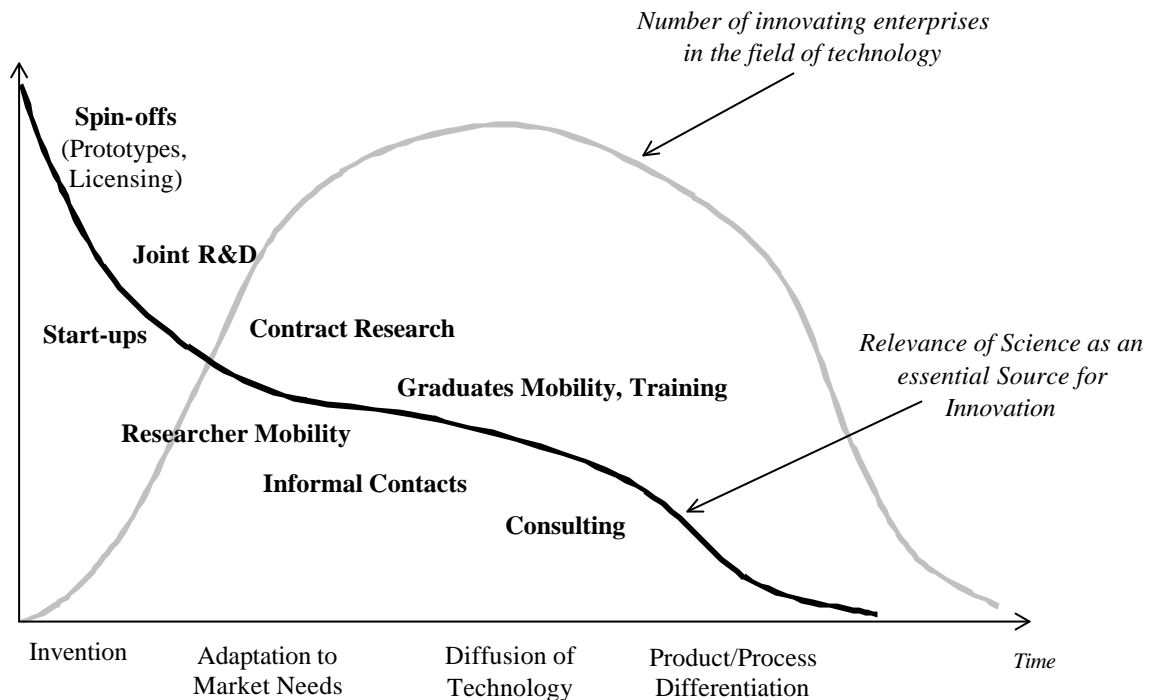 Number of innovating enterprises
in the field of technology
Spin-offs
(Prototypes,
Licensing)
Joint R&D
Start-ups
Contract Research
Relevance of Science as an
essential Source for
Innovation
Graduates Mobility, Training
Researcher Mobility
Informal Contacts
Consulting
Invention
Adaptation to
Market Needs
Diffusion of
Technology
Product/Process
Differentiation
Time